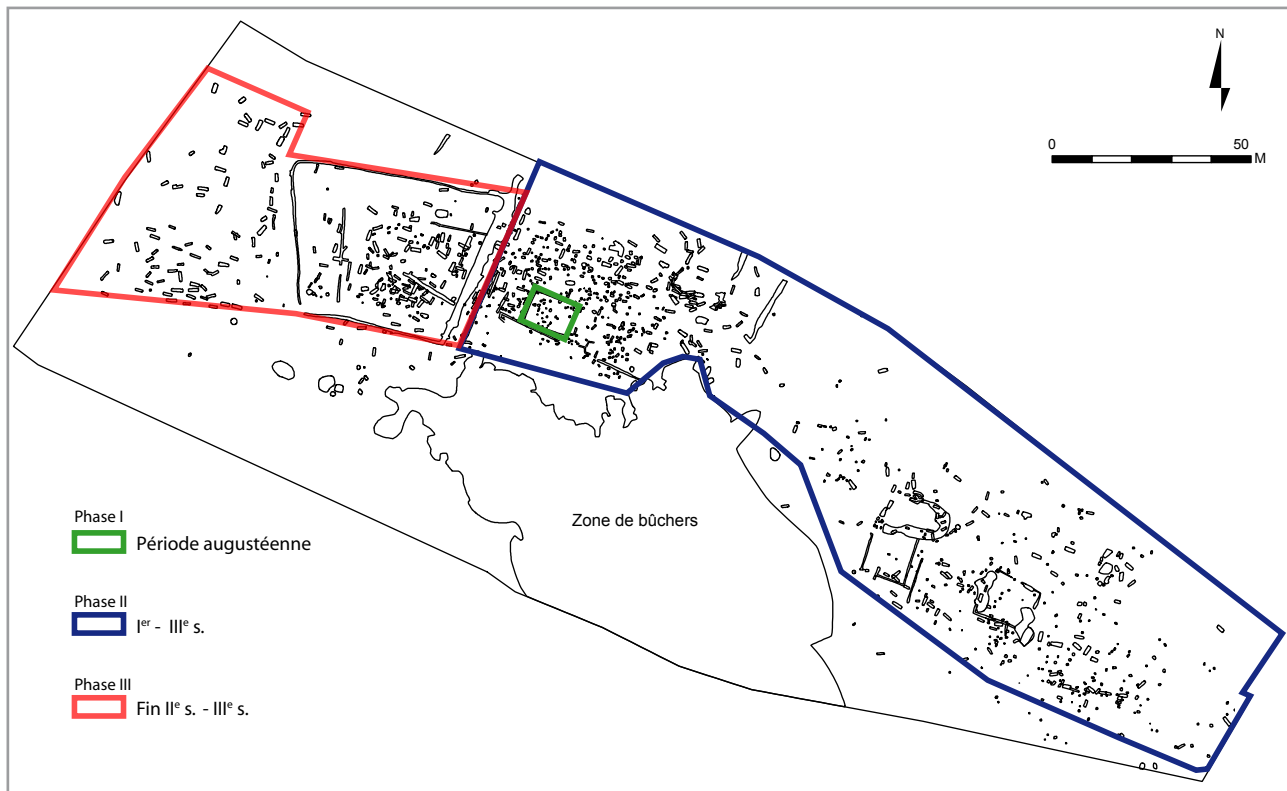 N
0 50
M
Zone de bûchers
Phase I
Période augustéenne
Phase II
Ier - IIIe s.
Phase III
Fin IIe s. - IIIe s.